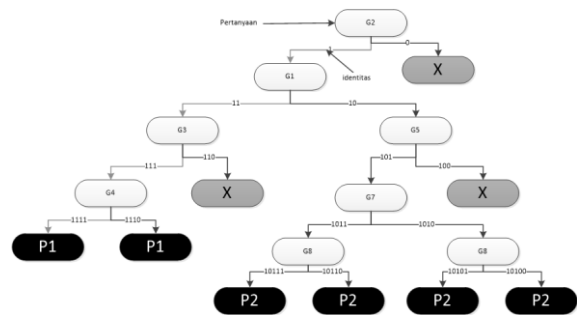 Pertanyaan
G2
1
0
G1
identitas
X
11
10
G3
G5
111
110
101
100
G4
X
G7
X
1111
1110
1011
1010
P1
P1
G8
G8
10111
10110
10101
10100
P2
P2
P2
P2